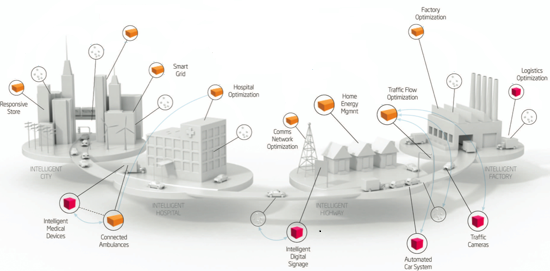 Factory
Optimization
Smart
Grid
Logistics
Optimization
Hospital
Optimization
Home
Energy
Mgmnt
Traffic Flow
Optimization
Responsive
Store
Comms
Network
Optimization
INTELLIGENT
CITY
INTELLIGENT
HOSPITAL
INTELLIGENT
HIGHWAY
INTELLIGENT
FACTORY
Intelligent
Medical
Devices
Connected
Ambulances
Intelligent
Digital
Signage
Automated
Car System
Traffic
Cameras